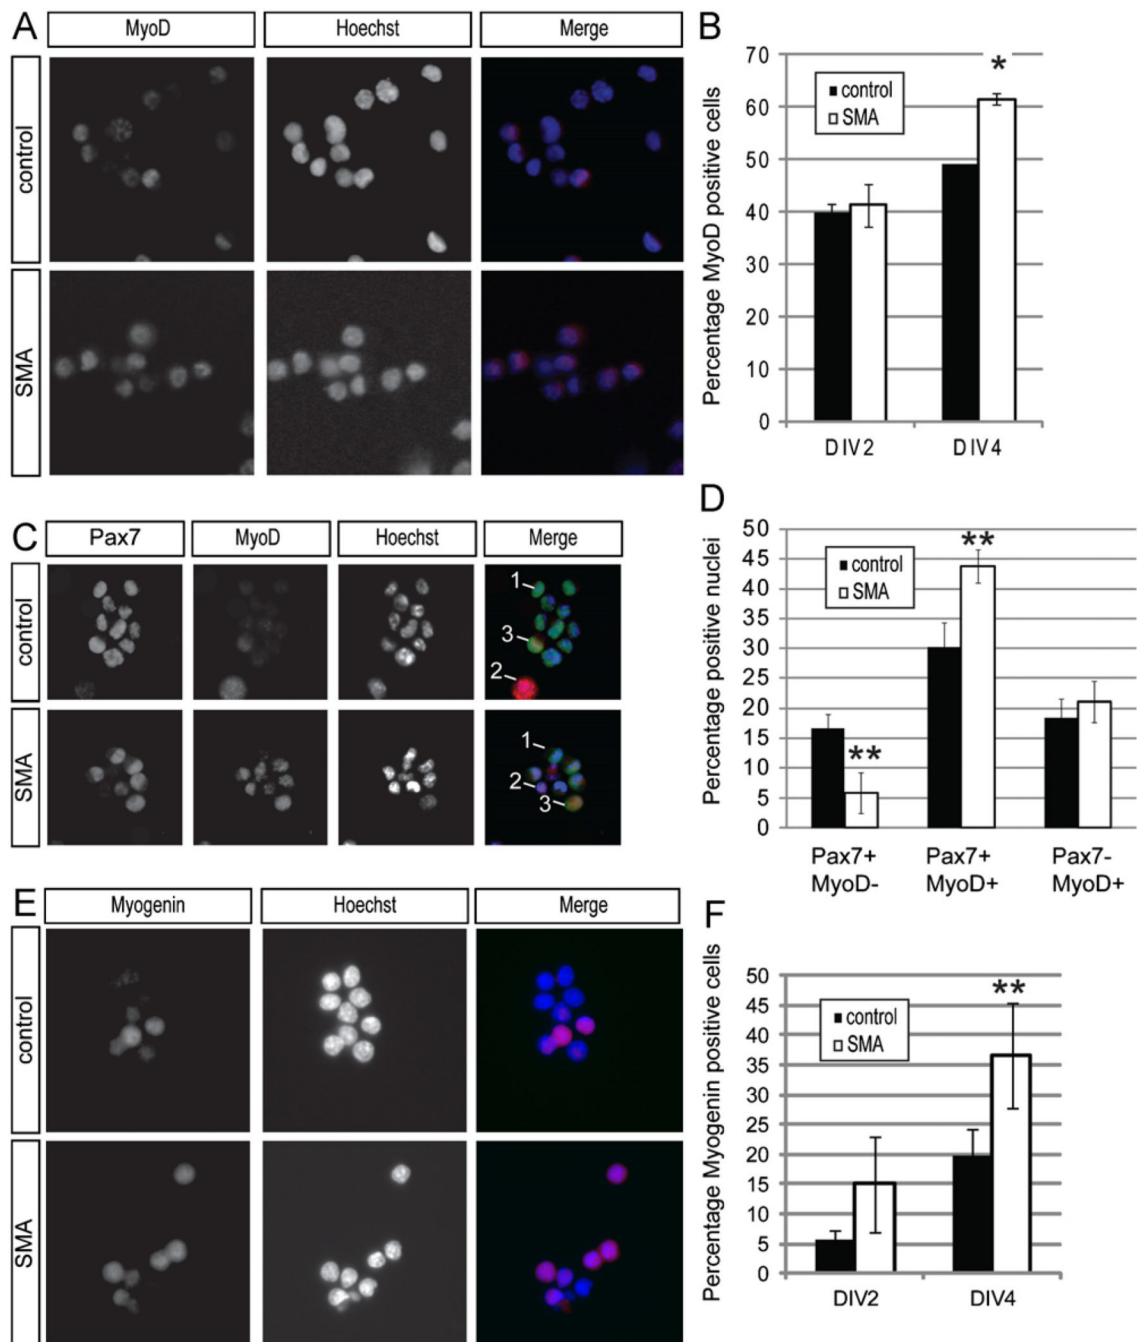 A
MyoD
Hoechst
Merge
control
SMA
B
Percentage MyoD positive cells
70
60
50
40
30
20
10
0
control
SMA
*
DIV2
DIV4
C
Pax7
MyoD
Hoechst
Merge
control
SMA
1
3
2
1
2
3
D
Percentage positive nuclei
50
45
40
35
30
25
20
15
10
5
0
control
SMA
**
**
Pax7+
MyoD-
Pax7+
MyoD+
Pax7-
MyoD+
E
Myogenin
Hoechst
Merge
control
SMA
F
Percentage Myogenin positive cells
50
45
40
35
30
25
20
15
10
5
0
control
SMA
**
DIV2
DIV4